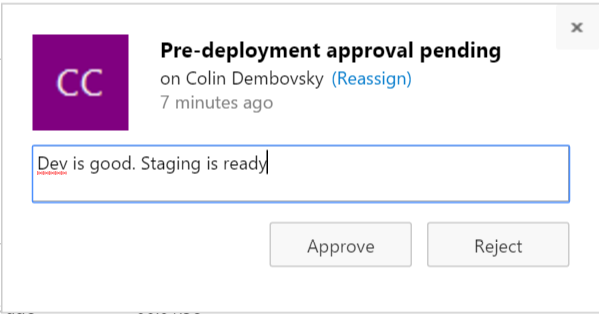 ×
CC
Pre-deployment approval pending
on Colin Dembovsky (Reassign)
7 minutes ago
Dev is good. Staging is ready
Approve
Reject